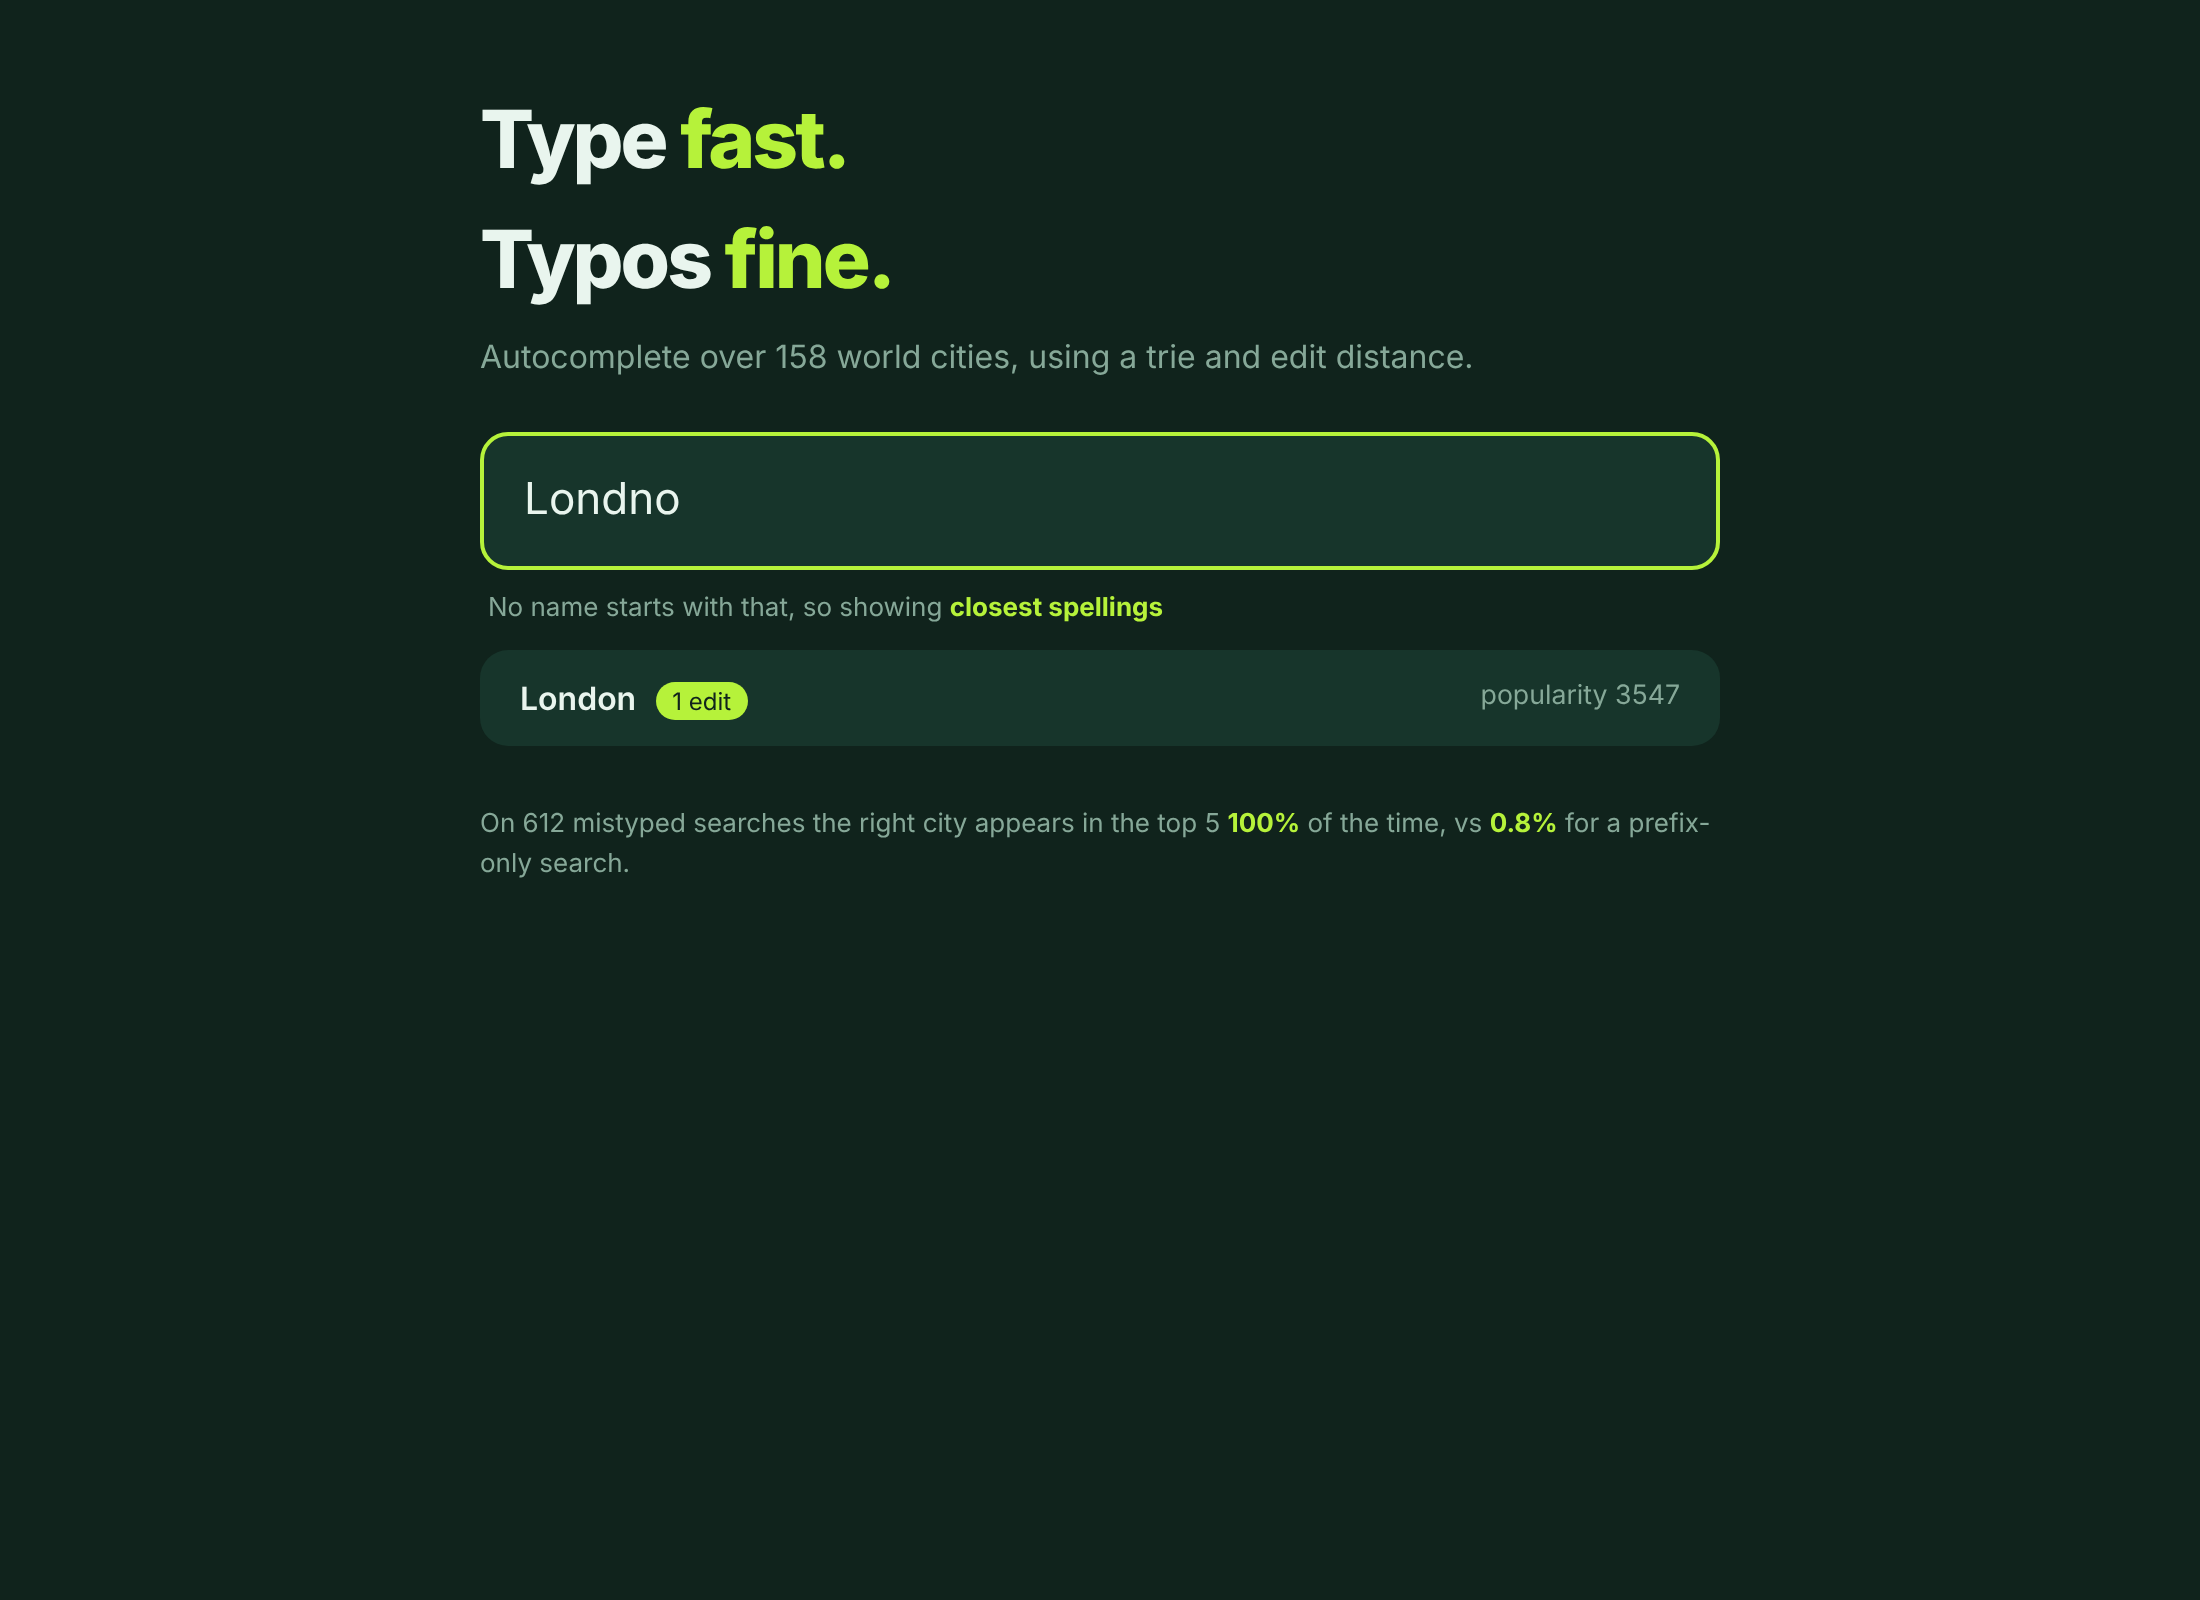 Type fast.
Typos fine.
Autocomplete over 158 world cities, using a trie and edit distance.
Londno
No name starts with that, so showing closest spellings
London 1 edit popularity 3547
On 612 mistyped searches the right city appears in the top 5 100% of the time, vs 0.8% for a prefix-
only search.